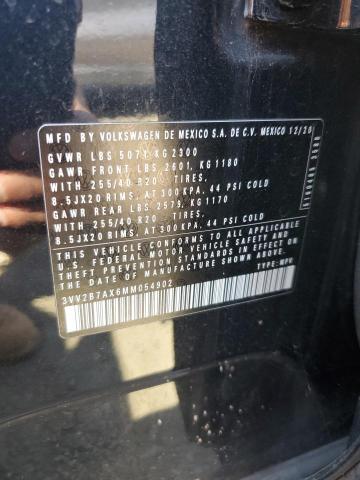 MFD BY VOLKSWAGEN DE MEXICO S.A. DE C.V. MEXICO 12/20
GVWR LBS 5071 KG 2300
GAWR FRONT LBS 2601, KG 1180
WITH 255/40 R20 TIRES,
8.5JX20 RIMS, AT 300 KPA, 44 PSI COLD
GAWR REAR LBS 2579, KG 1170
WITH 255/40 R20 TIRES,
8.5JX20 RIMS, AT 300 KPA, 44 PSI COLD
THIS VEHICLE CONFORMS TO ALL APPLICABLE
U.S. FEDERAL MOTOR VEHICLE SAFETY AND
THEFT PREVENTION STANDARDS IN EFFECT ON
THE DATE OF MANUFACTURE SHOWN ABOVE
3VV2B7AX6MM054902 TYPE: MPV